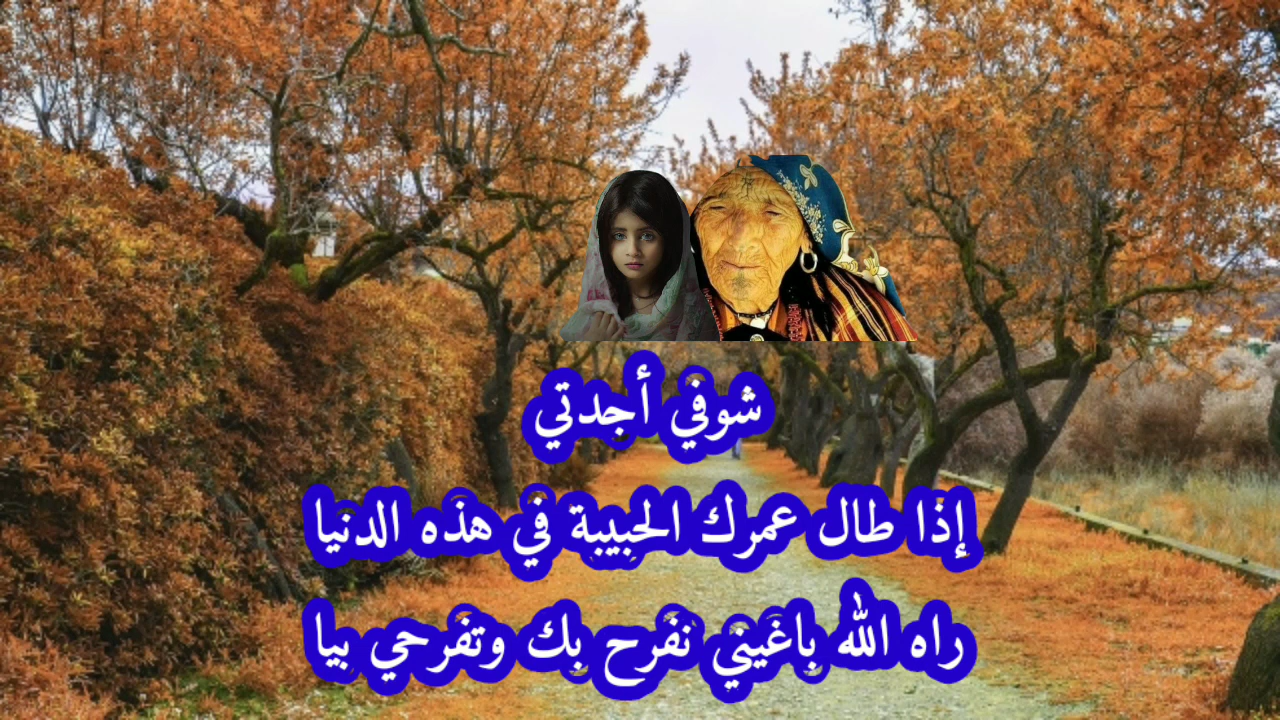 شوفي أجدتي
إذا طال عمرك الحبيبة في هذه الدنيا
راه الله باغيني نفرح بك وتفرحي بيا